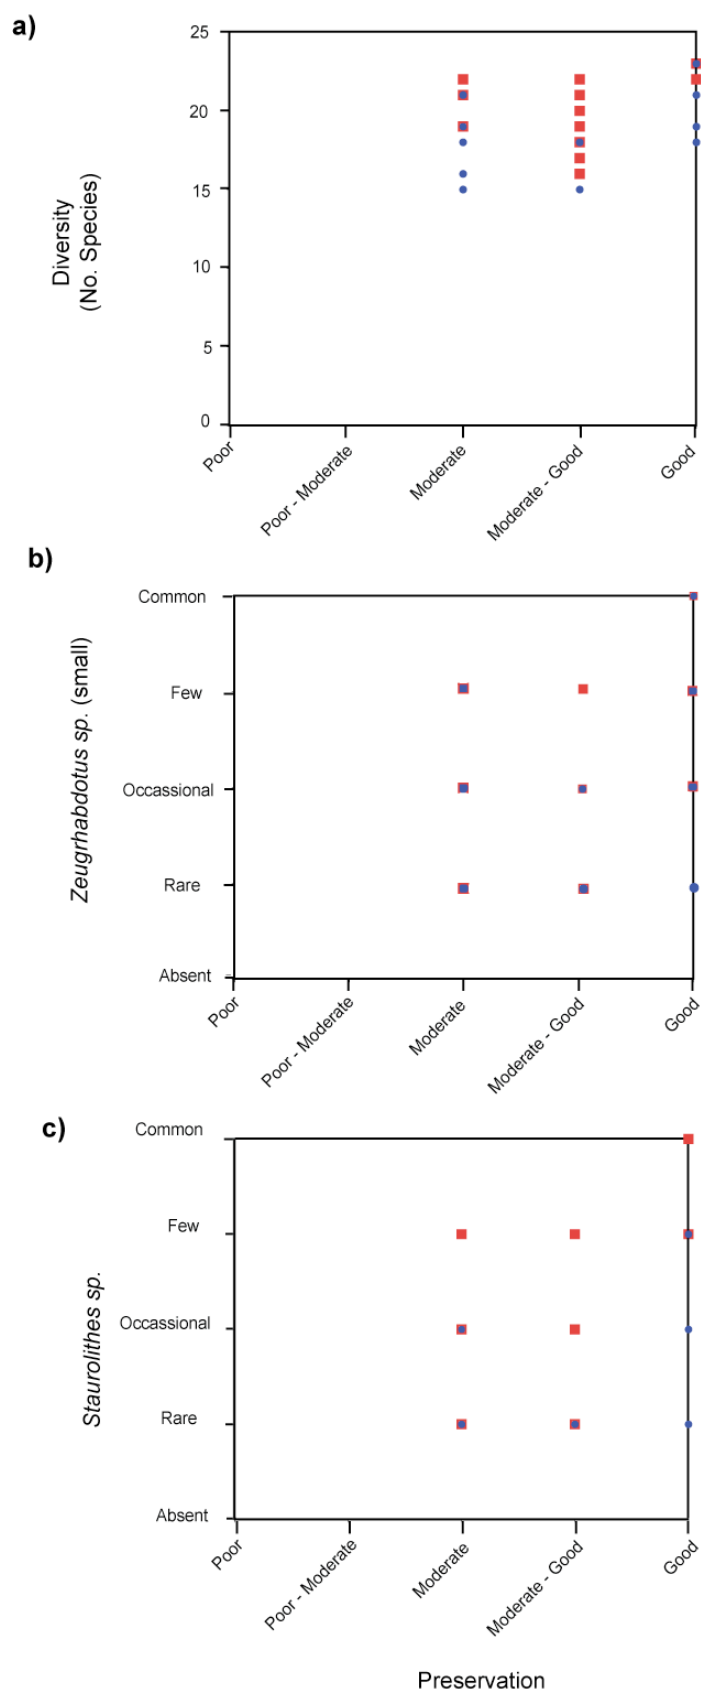 a)
25
20
15
10
5
0
Diversity
(No. Species)
Poor
Poor - Moderate
Moderate
Moderate - Good
Good
b)
Common
Few
Occassional
Rare
Absent
Zeugrhabdotus sp. (small)
Poor
Poor - Moderate
Moderate
Moderate - Good
Good
c)
Common
Few
Occassional
Rare
Absent
Staurolithes sp.
Poor
Poor - Moderate
Moderate
Moderate - Good
Good
Preservation